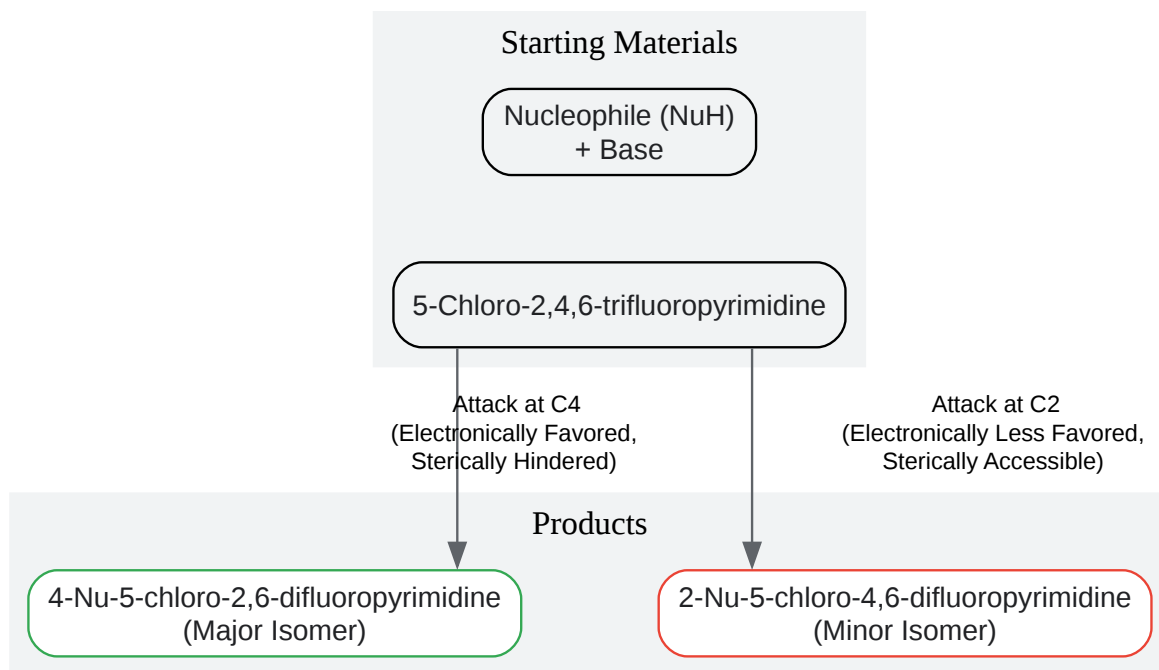 Starting Materials
Nucleophile (NuH)
+ Base
5-Chloro-2,4,6-trifluoropyrimidine
Attack at C4
(Electronically Favored,
Sterically Hindered)
Attack at C2
(Electronically Less Favored,
Sterically Accessible)
Products
4-Nu-5-chloro-2,6-difluoropyrimidine
(Major Isomer)
2-Nu-5-chloro-4,6-difluoropyrimidine
(Minor Isomer)